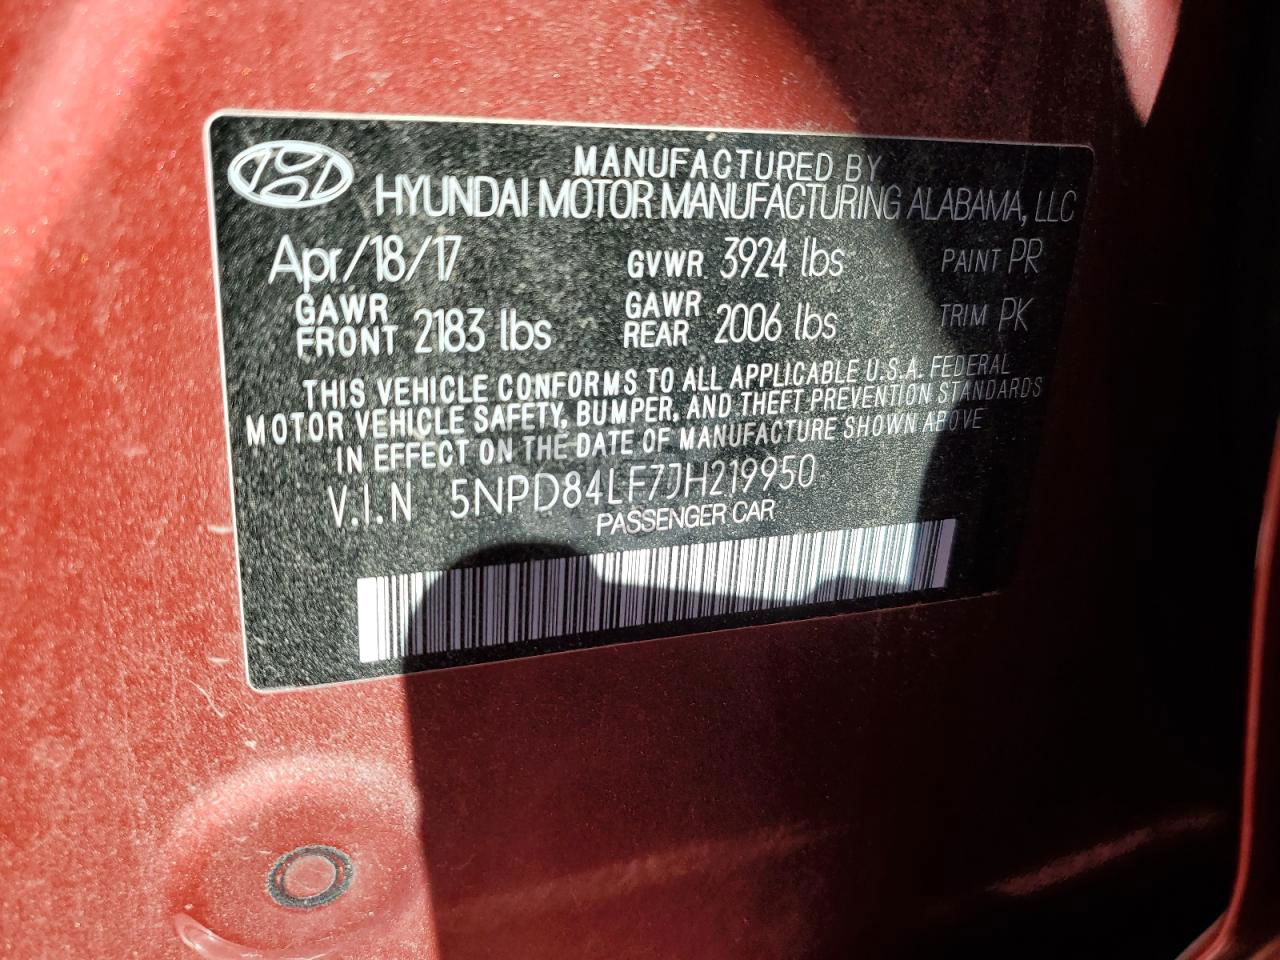 MANUFACTURED BY
HYUNDAI MOTOR MANUFACTURING ALABAMA, LLC
Apr/18/17 GVWR 3924 lbs PAINT PR
GAWR FRONT 2183 lbs GAWR REAR 2006 lbs TRIM PK
THIS VEHICLE CONFORMS TO ALL APPLICABLE U.S.A. FEDERAL
MOTOR VEHICLE SAFETY, BUMPER, AND THEFT PREVENTION STANDARDS
IN EFFECT ON THE DATE OF MANUFACTURE SHOWN ABOVE
V.I.N 5NPD84LF7JH219950
PASSENGER CAR